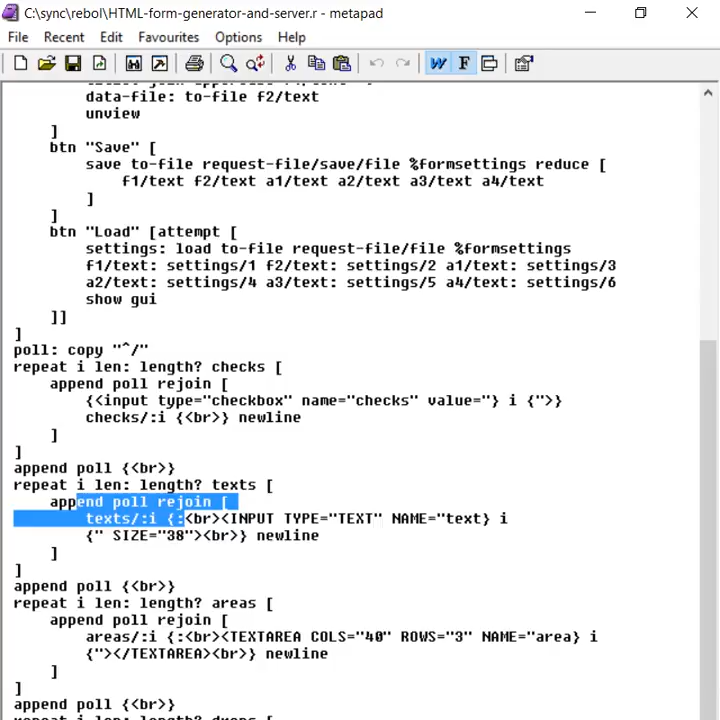 C:\sync\rebol\HTML-form-generator-and-server.r - metapad
File Recent Edit Favourites Options Help
data-file: to-file f2/text
unview
]
btn "Save" [
save to-file request-file/save/file %formsettings reduce [
f1/text f2/text a1/text a2/text a3/text a4/text
]
]
btn "Load" [attempt [
settings: load to-file request-file/file %formsettings
f1/text: settings/1 f2/text: settings/2 a1/text: settings/3
a2/text: settings/4 a3/text: settings/5 a4/text: settings/6
show gui
]]
]
poll: copy "^/"
repeat i len: length? checks [
append poll rejoin [
{<input type="checkbox" name="checks" value="} i {">}
checks/:i {<br>} newline
]
]
append poll {<br>}
repeat i len: length? texts [
append poll rejoin [
texts/:i {:<br><INPUT TYPE="TEXT" NAME="text} i
{" SIZE="38"><br>} newline
]
]
append poll {<br>}
repeat i len: length? areas [
append poll rejoin [
areas/:i {:<br><TEXTAREA COLS="40" ROWS="3" NAME="area} i
{"></TEXTAREA><br>} newline
]
]
append poll {<br>}
repeat i len: length? drops [